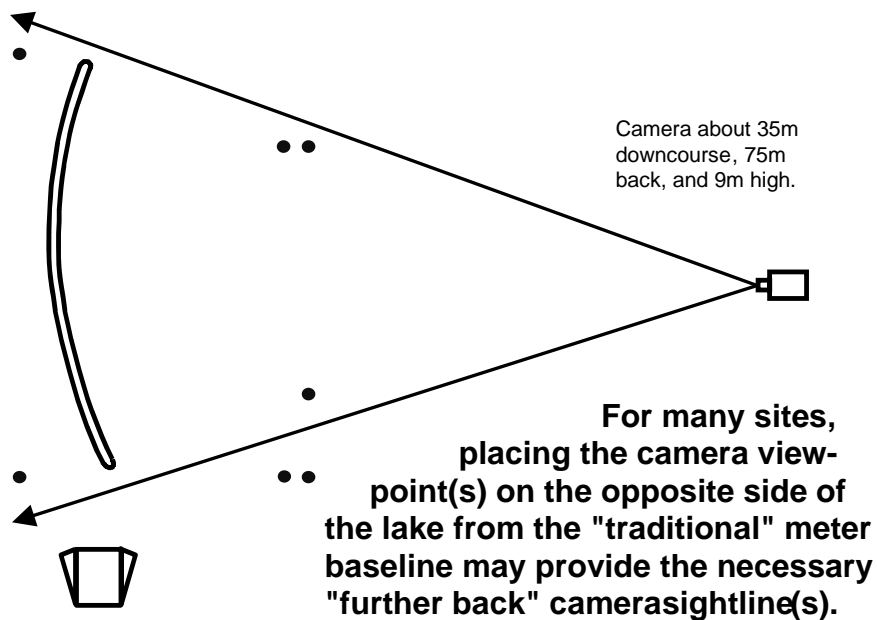 Camera about 35m
downcourse, 75m
back, and 9m high.
For many sites,
placing the camera view-
point(s) on the opposite side of
the lake from the "traditional" meter
baseline may provide the necessary
"further back" camerasightline(s).